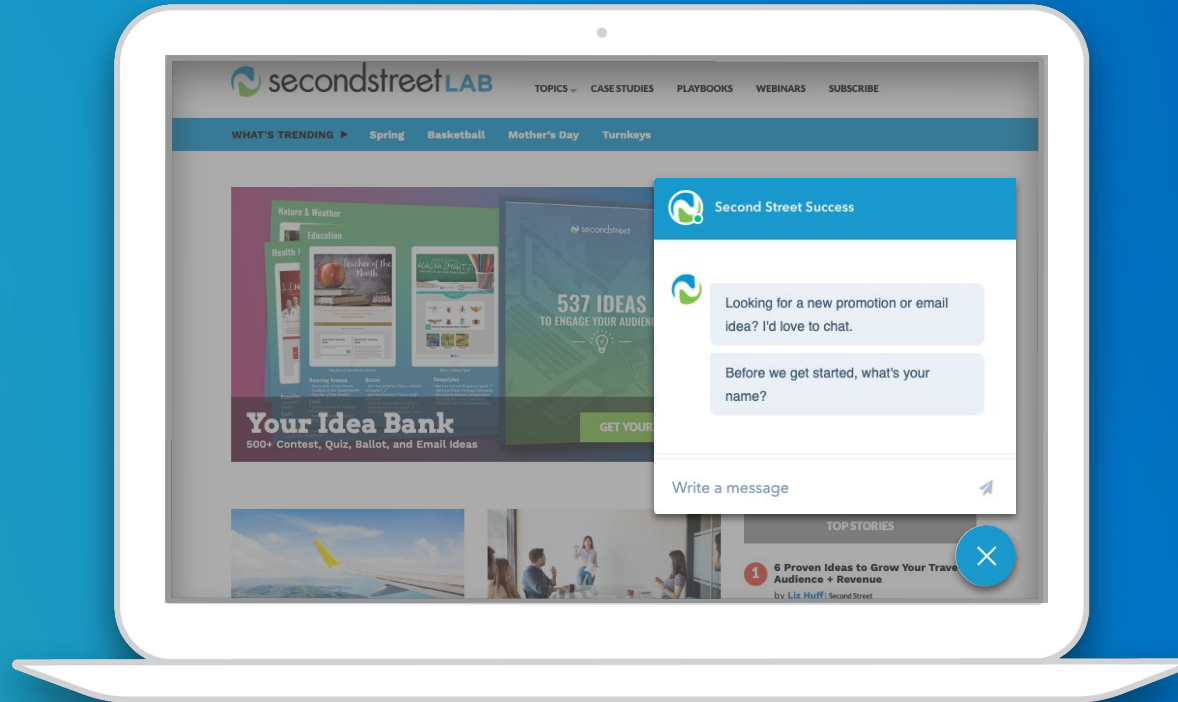 secondstreet LAB
TOPICS CASE STUDIES PLAYBOOKS WEBINARS SUBSCRIBE
WHAT'S TRENDING Spring Basketball Mother's Day Turnkeys
Nature & Weather
Education
Health
Teacher of the Month
secondstreet
537 IDEAS
TO ENGAGE YOUR
Your Idea Bank
500+ Contest, Quiz, Ballot, and Email Ideas
GET YOUR
Second Street Success
Looking for a new promotion or email
idea? I'd love to chat.
Before we get started, what's your
name?
Write a message
TOP STORIES
1 6 Proven Ideas to Grow Your
Audience + Revenue
by Liz Huff | Second Street